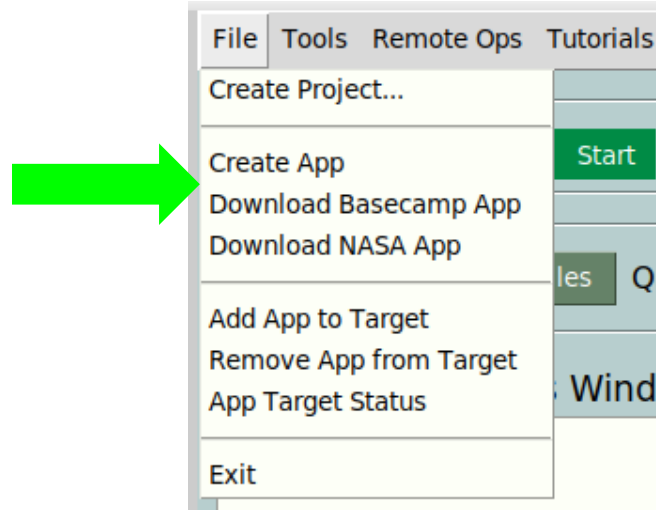 File Tools Remote Ops Tutorials
Create Project...
Create App
Start
Download Basecamp App
Download NASA App
les Q
Add App to Target
Remove App from Target
App Target Status
Wind
Exit